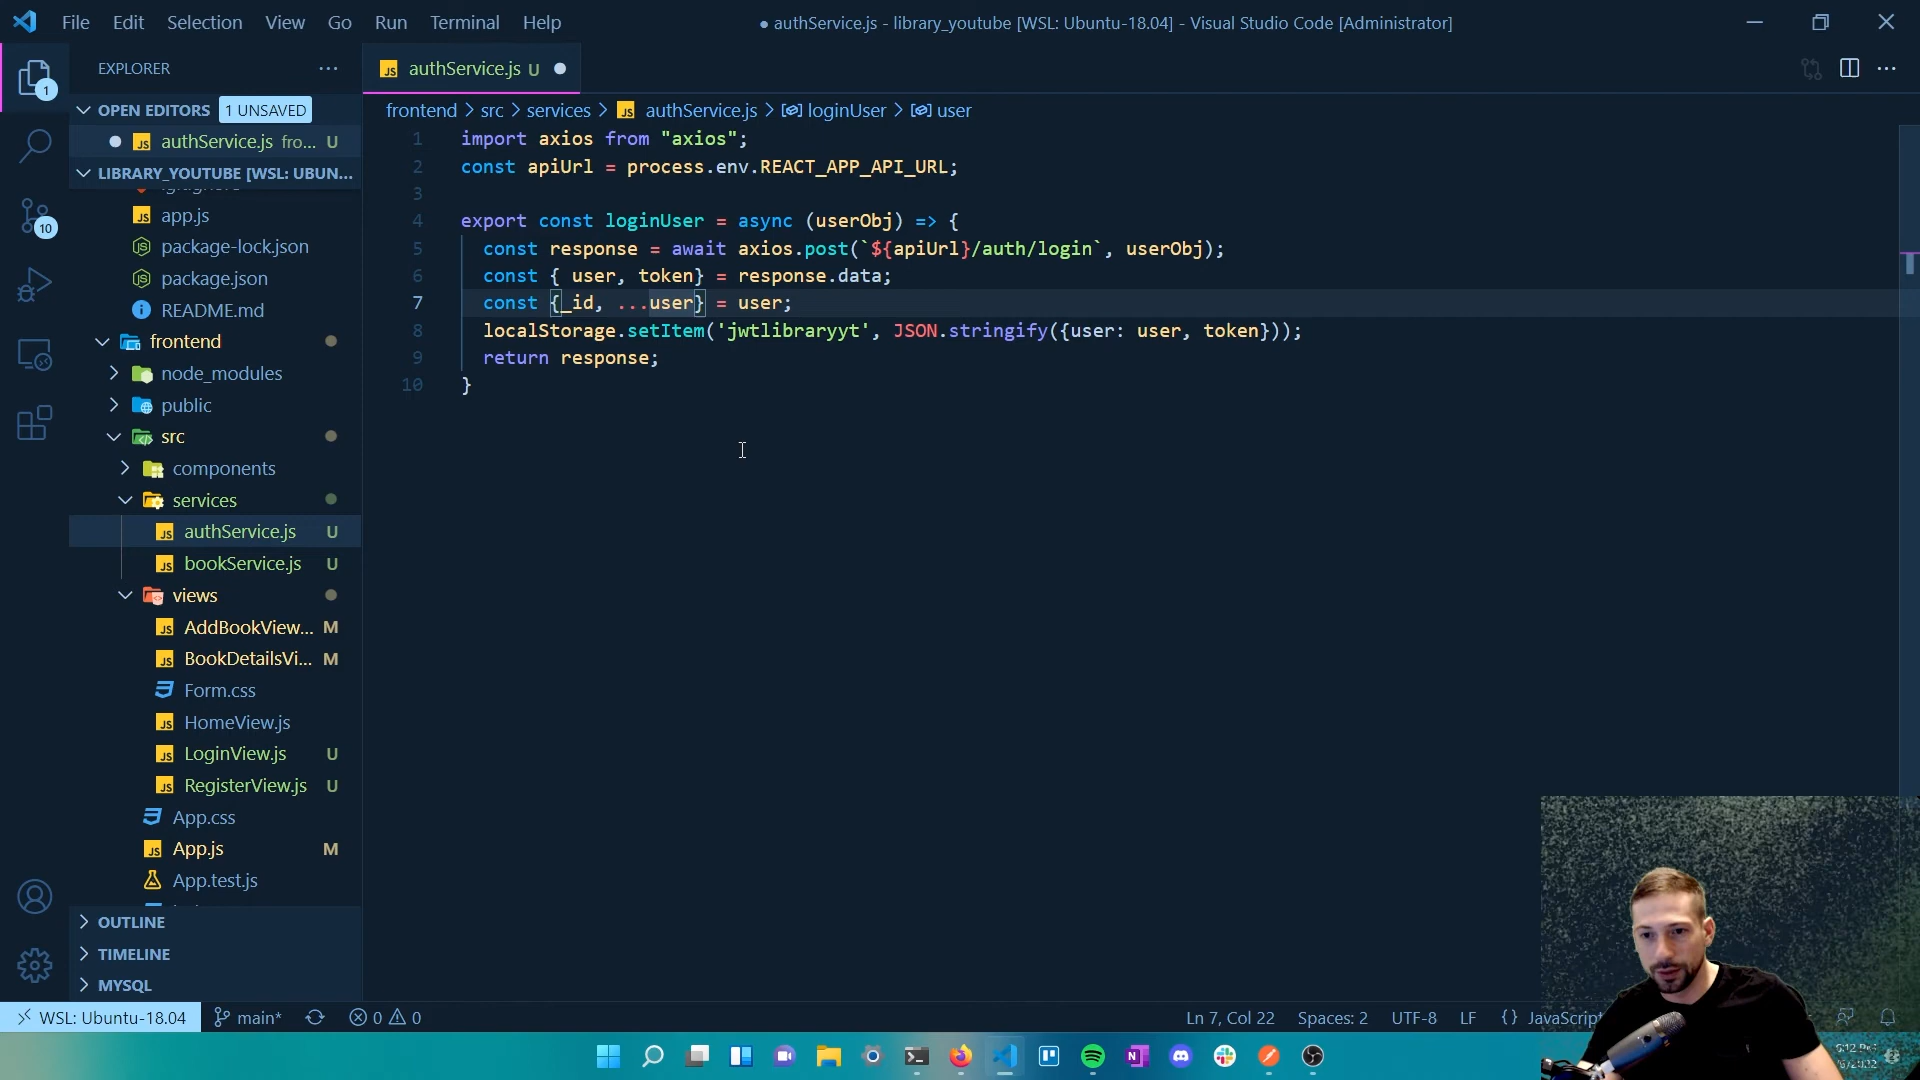 File Edit Selection View Go Run Terminal Help
● authService.js - library_youtube [WSL: Ubuntu-18.04] - Visual Studio Code [Administrator]
EXPLORER
OPEN EDITORS 1 UNSAVED
authService.js fro... U
LIBRARY_YOUTUBE [WSL: UBUN...
app.js
package-lock.json
package.json
README.md
frontend
node_modules
public
src
components
services
authService.js U
bookService.js U
views
AddBookView... M
BookDetailsVi... M
Form.css
HomeView.js
LoginView.js U
RegisterView.js U
App.css
App.js M
App.test.js
OUTLINE
TIMELINE
MYSQL
1
10
JS authService.js U
frontend > src > services > JS authService.js > loginUser > user
1 import axios from "axios";
2 const apiUrl = process.env.REACT_APP_API_URL;
3
4 export const loginUser = async (userObj) => {
5 const response = await axios.post(`${apiUrl}/auth/login`, userObj);
6 const { user, token} = response.data;
7 const {_id, ...user} = user;
8 localStorage.setItem('jwtlibraryyt', JSON.stringify({user: user, token}));
9 return response;
10 }
WSL: Ubuntu-18.04 main* 0 0 Ln 7, Col 22 Spaces: 2 UTF-8 LF {} JavaScript